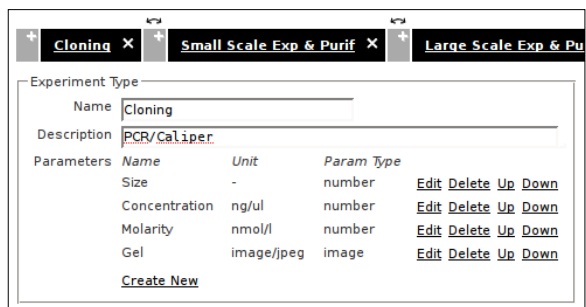 + Cloning × + Small Scale Exp & Purif × + Large Scale Exp & Pu
Experiment Type
Name Cloning
Description PCR/Caliper
Parameters Name Unit Param Type
Size - number Edit Delete Up Down
Concentration ng/ul number Edit Delete Up Down
Molarity nmol/l number Edit Delete Up Down
Gel image/jpeg image Edit Delete Up Down
Create New